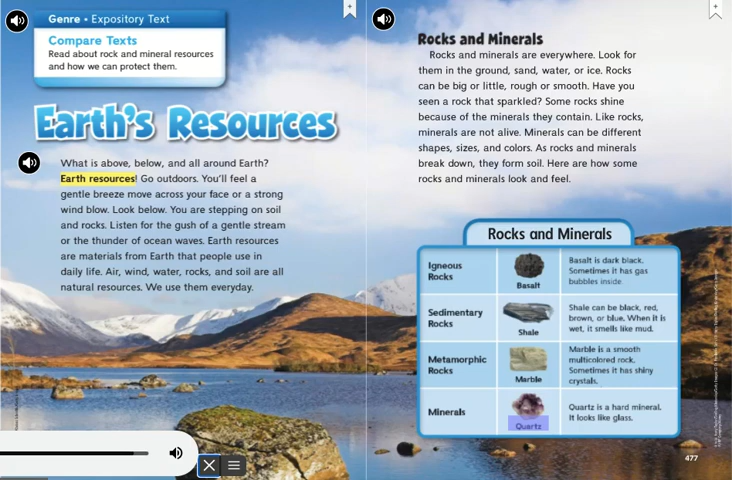 Genre • Expository Text
Compare Texts
Read about rock and mineral resources
and how we can protect them.
Earth's Resources
What is above, below, and all around Earth?
Earth resources! Go outdoors. You'll feel a
gentle breeze move across your face or a strong
wind blow. Look below. You are stepping on soil
and rocks. Listen for the gush of a gentle stream
or the thunder of ocean waves. Earth resources
are materials from Earth that people use in
daily life. Air, wind, water, rocks, and soil are all
natural resources. We use them everyday.
Rocks and Minerals
Rocks and minerals are everywhere. Look for
them in the ground, sand, water, or ice. Rocks
can be big or little, rough or smooth. Have you
seen a rock that sparkled? Some rocks shine
because of the minerals they contain. Like rocks,
minerals are not alive. Minerals can be different
shapes, sizes, and colors. As rocks and minerals
break down, they form soil. Here are how some
rocks and minerals look and feel.
Rocks and Minerals
Igneous
Rocks
Basalt
Basalt is dark black.
Sometimes it has gas
bubbles inside
Sedimentary
Rocks
Shale
Shale can be black, red,
brown, or blue. When it is
wet, it smells like mud.
Metamorphic
Rocks
Marble
Marble is a smooth
multicolored rock.
Sometimes it has shiny
crystals.
Minerals
Quartz
Quartz is a hard mineral.
It looks like glass.
477